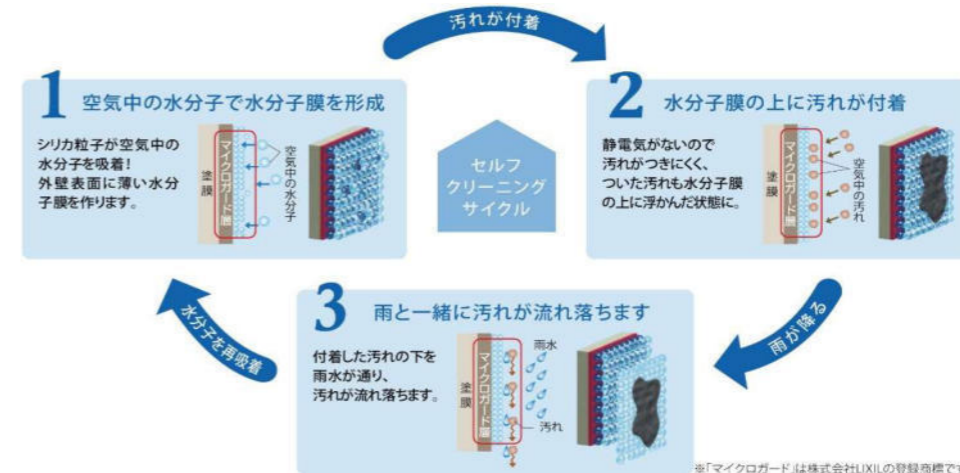 汚れが付着
1 空気中の水分子で水分子膜を形成
シリカ粒子が空気中の
水分子を吸着!
外壁表面に薄い水分
子膜を作ります。
塗膜
マイクロガード層
空気中の水分子
セルフ
クリーニング
サイクル
2 水分子膜の上に汚れが付着
静電気がないので
汚れがつきにくく、
ついた汚れも水分子膜
の上に浮かんだ状態に。
塗膜
マイクロガード層
空気中の汚れ
雨が降る
3 雨と一緒に汚れが流れ落ちます
付着した汚れの下を
雨水が通り、
汚れが流れ落ちます。
塗膜
マイクロガード層
雨水
汚れ
水分子を再吸着
※「マイクロガード」は株式会社LIXILの登録商標です